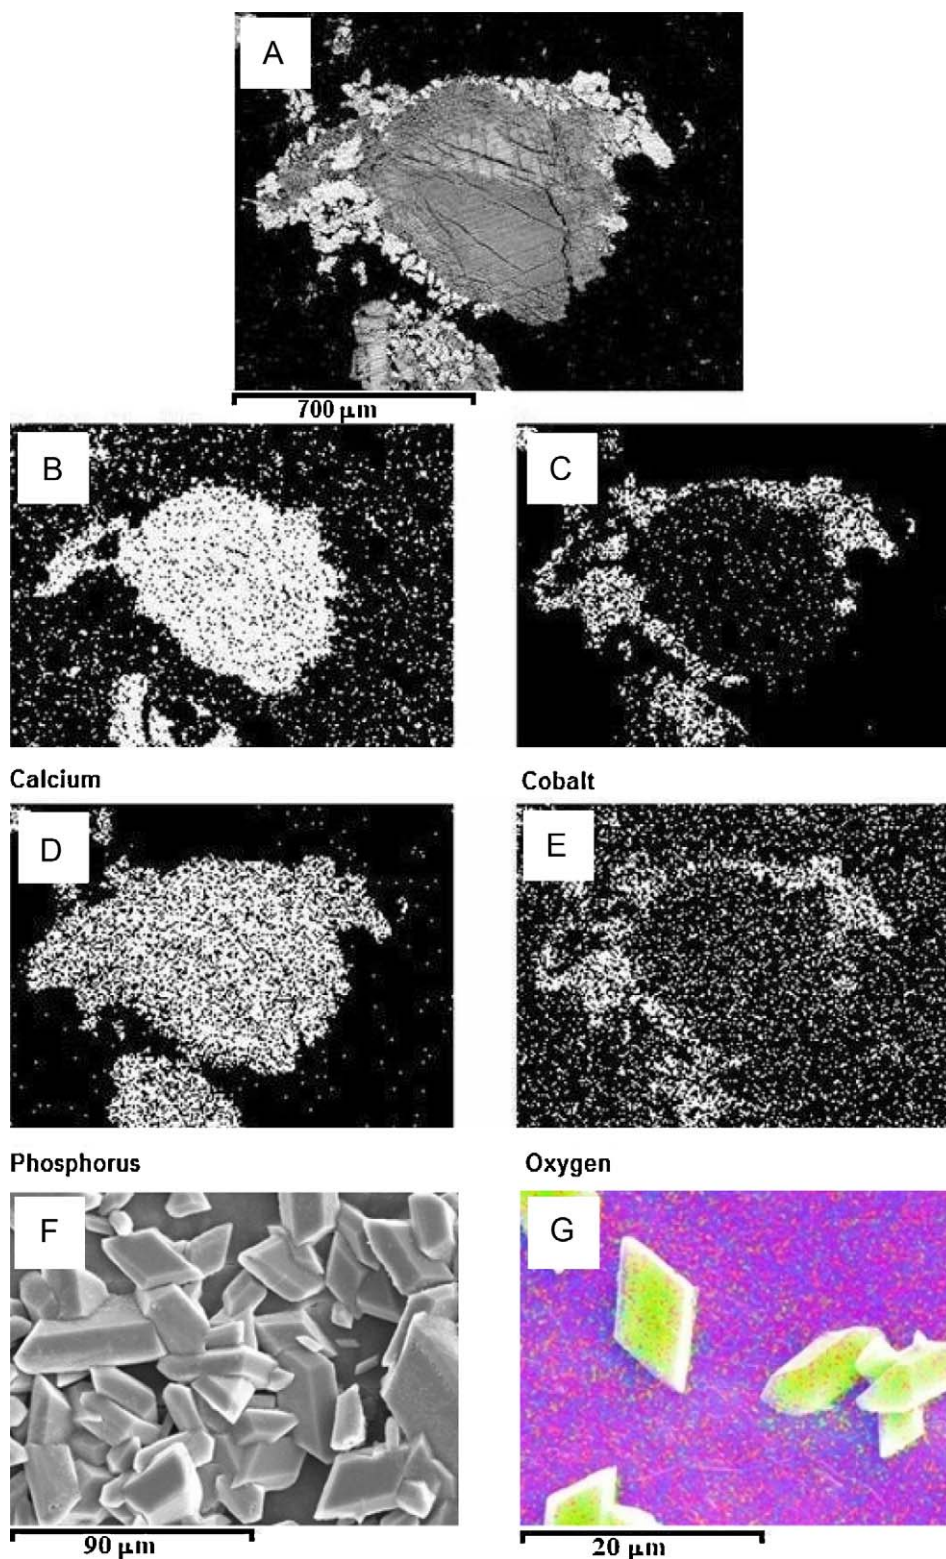 A
700 μm
B
C
Calcium
Cobalt
D
E
Phosphorus
Oxygen
F
G
90 μm
20 μm